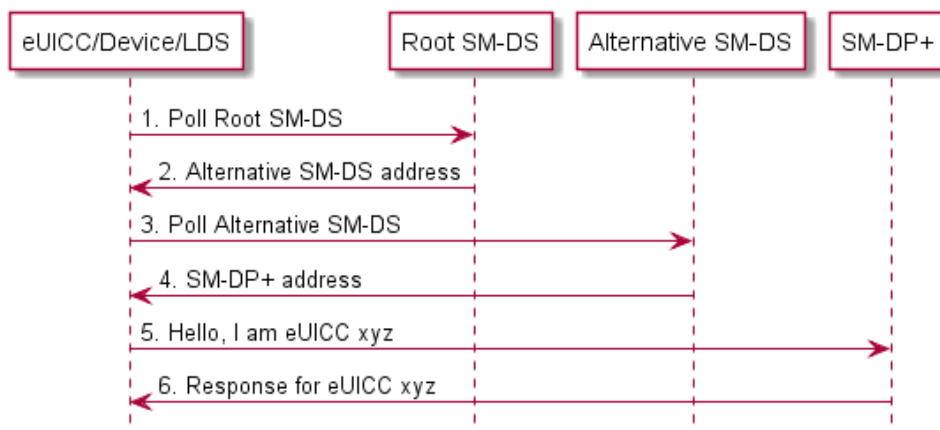 eUICC/Device/LDS
Root SM-DS
Alternative SM-DS
SM-DP+
1. Poll Root SM-DS
2. Alternative SM-DS address
3. Poll Alternative SM-DS
4. SM-DP+ address
5. Hello, I am eUICC xyz
6. Response for eUICC xyz